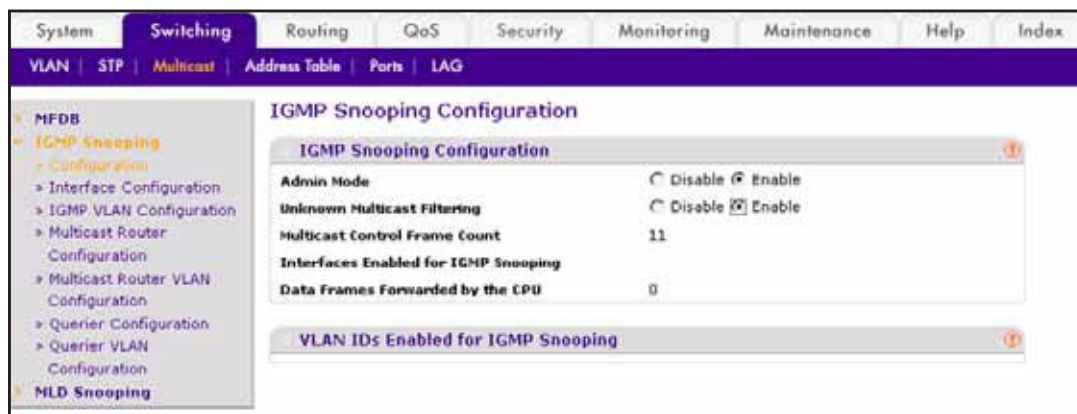 System Switching Routing QoS Security Monitoring Maintenance Help Index
VLAN | STP | Multicast | Address Table | Ports | LAG
MFDB
IGMP Snooping
» Configuration
» Interface Configuration
» IGMP VLAN Configuration
» Multicast Router
Configuration
» Multicast Router VLAN
Configuration
» Querier Configuration
» Querier VLAN
Configuration
MLD Snooping
IGMP Snooping Configuration
IGMP Snooping Configuration
Admin Mode Disable Enable
Unknown Multicast Filtering Disable Enable
Multicast Control Frame Count 11
Interfaces Enabled for IGMP Snooping
Data Frames Forwarded by the CPU 0
VLAN IDs Enabled for IGMP Snooping